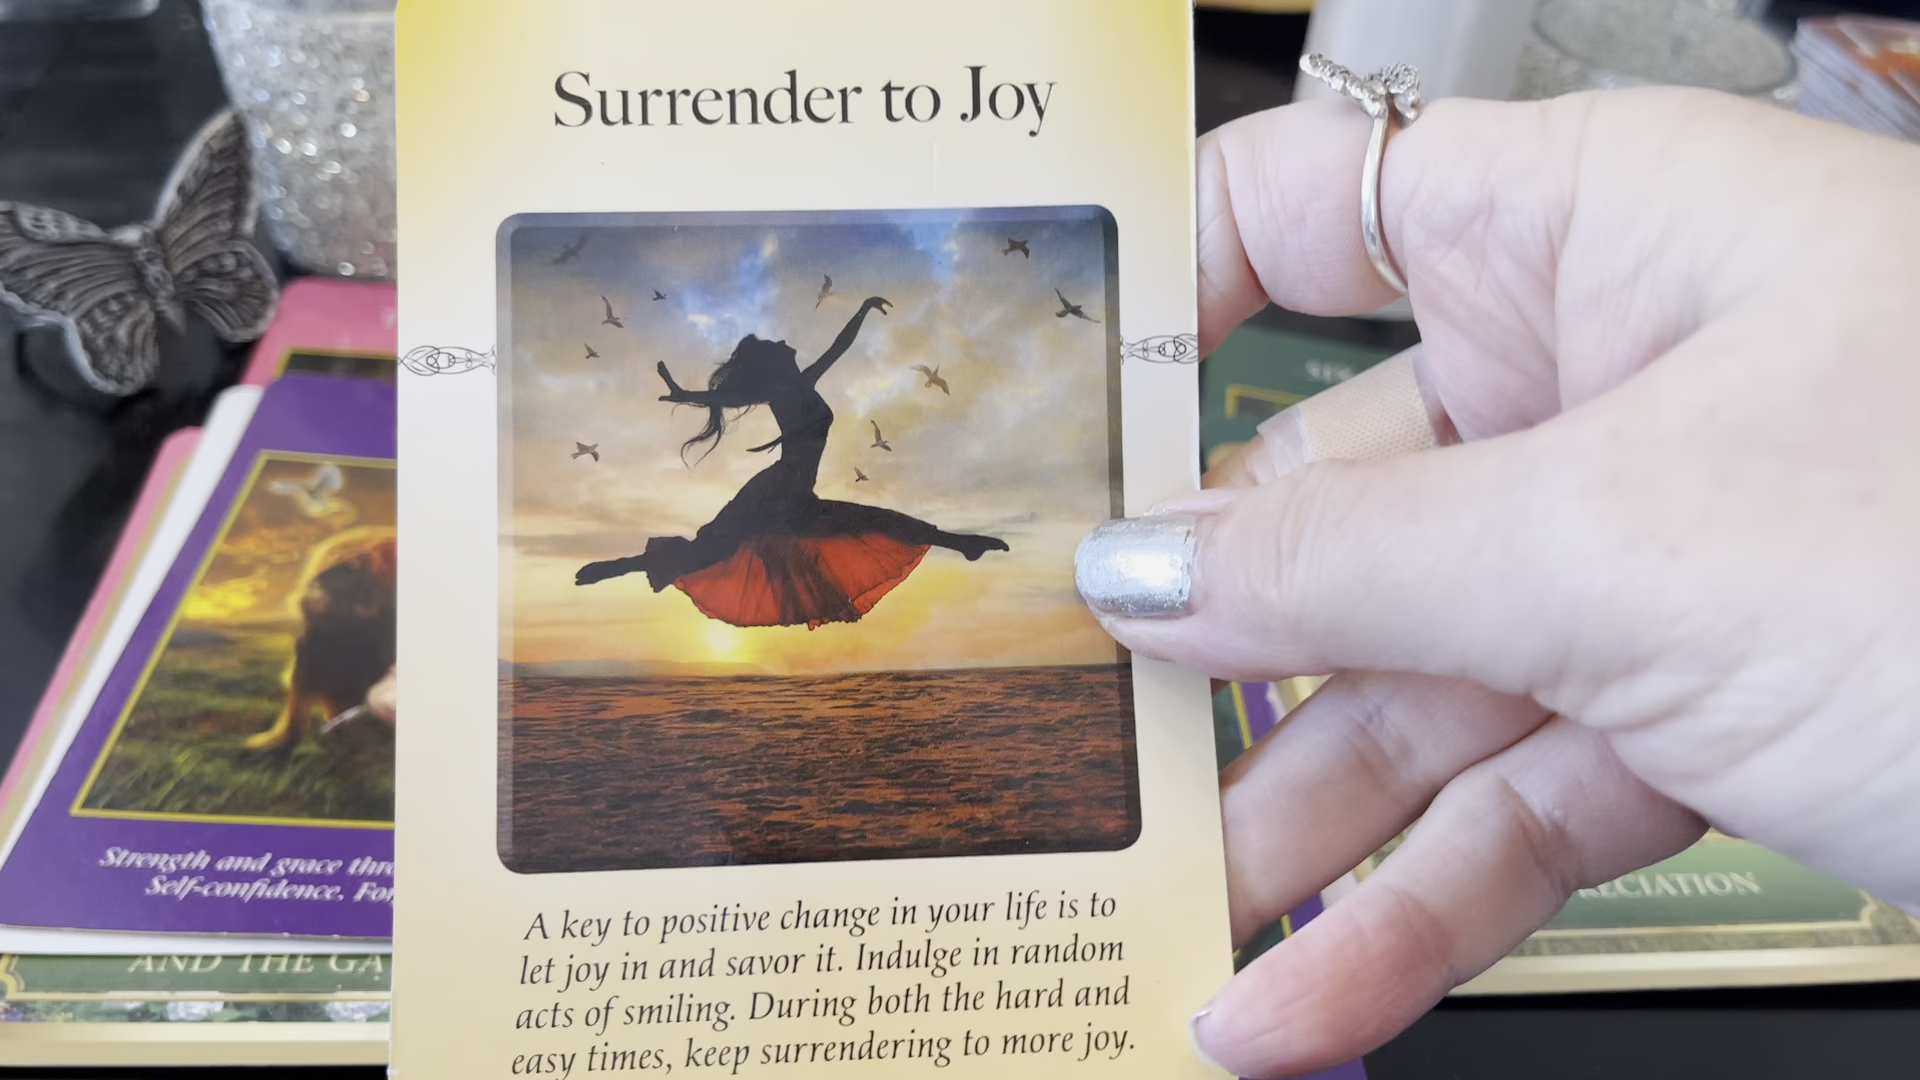 Surrender to Joy
A key to positive change in your life is to
let joy in and savor it. Indulge in random
acts of smiling. During both the hard and
easy times, keep surrendering to more joy.
Strength and grace thr
Self-confidence. For
AND THE GA
RECIATION